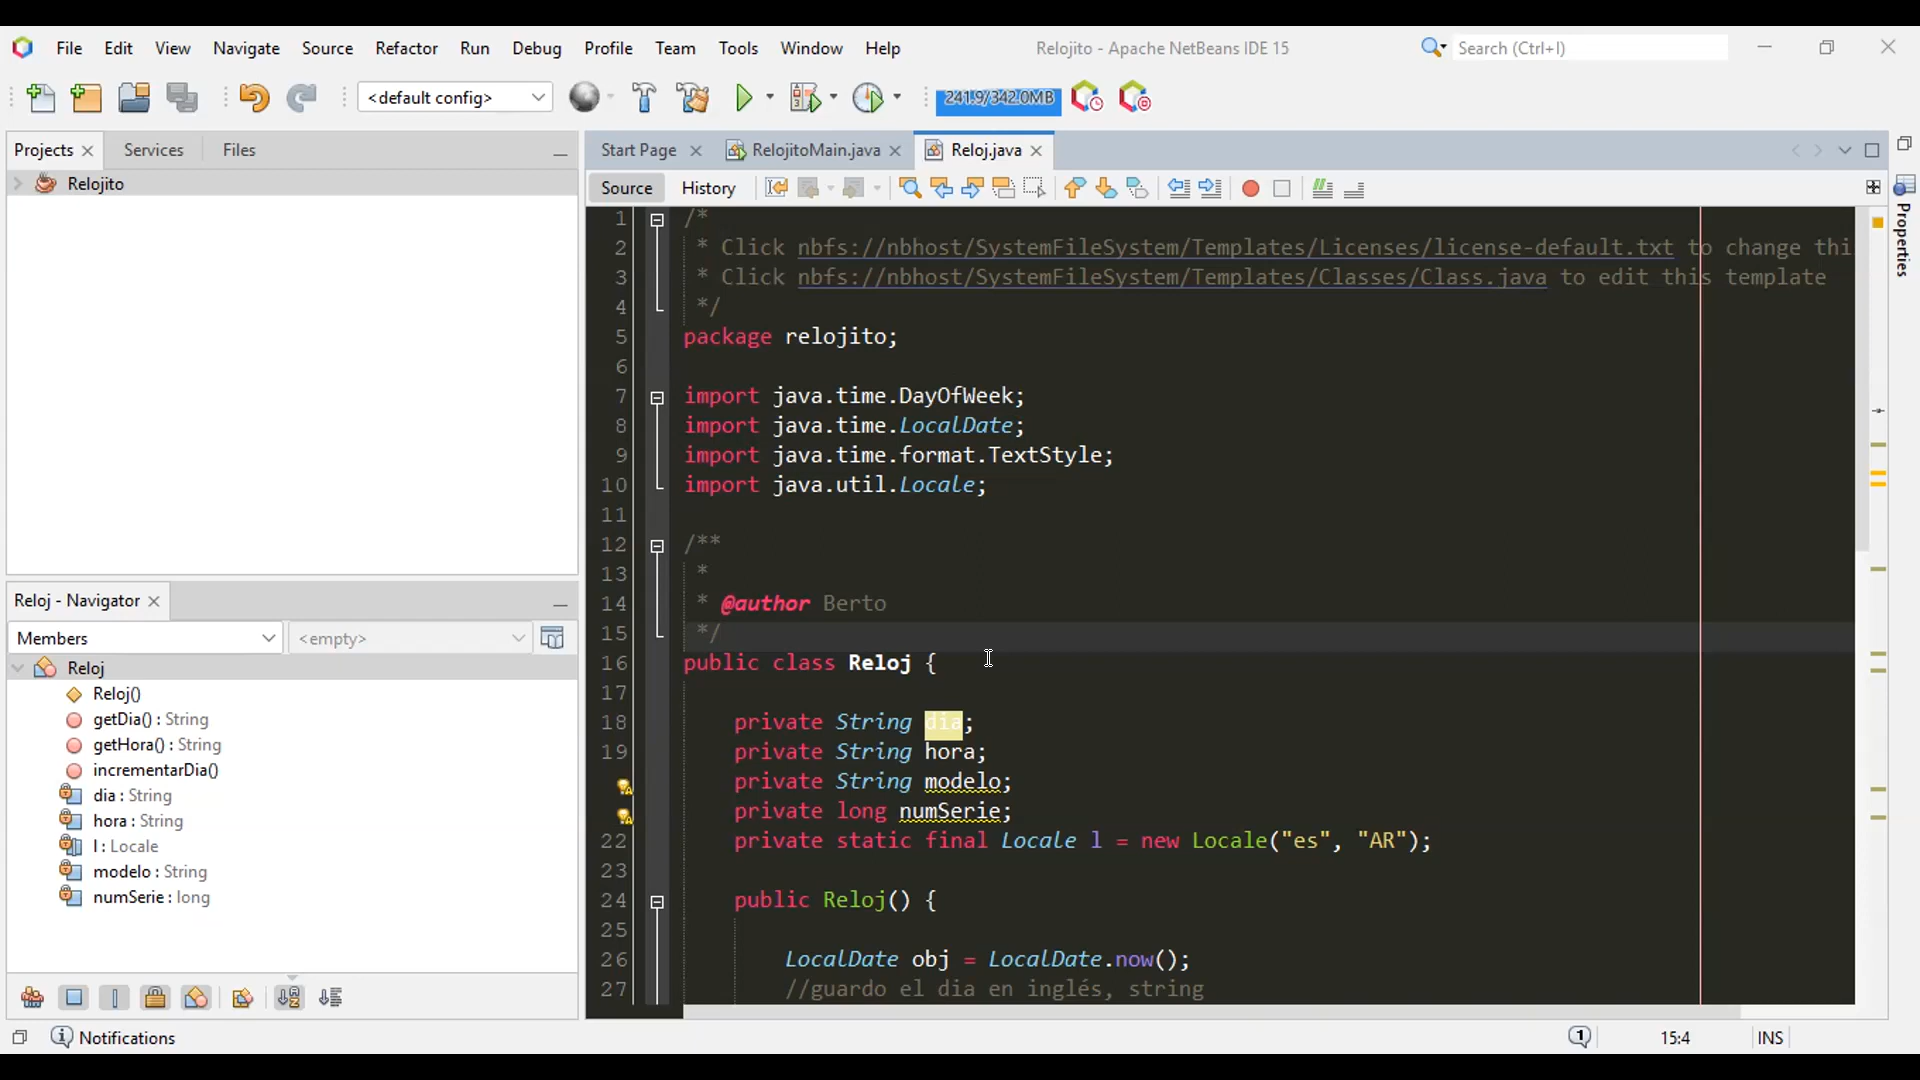 File Edit View Navigate Source Refactor Run Debug Profile Team Tools Window Help Relojito - Apache NetBeans IDE 15 Search (Ctrl+I)
<default config> 241.9/342.0MB
Projects Services Files
Relojito
Start Page RelojitoMain.java Reloj.java
Source History
Properties
1 /*
2 * Click nbfs://nbhost/SystemFileSystem/Templates/Licenses/license-default.txt to change thi
3 * Click nbfs://nbhost/SystemFileSystem/Templates/Classes/Class.java to edit this template
4 */
5 package relojito;
6
7 import java.time.DayOfWeek;
8 import java.time.LocalDate;
9 import java.time.format.TextStyle;
10 import java.util.Locale;
11
12 /**
13 *
14 * @author Berto
15 */
16 public class Reloj {
17
18 private String dia;
19 private String hora;
private String modelo;
private long numSerie;
22 private static final Locale l = new Locale("es", "AR");
23
24 public Reloj() {
25
26 LocalDate obj = LocalDate.now();
27 //guardo el dia en inglés, string
Reloj - Navigator
Members <empty>
Reloj
Reloj()
getDia() : String
getHora() : String
incrementarDia()
dia : String
hora : String
l : Locale
modelo : String
numSerie : long
Notifications 1 15:4 INS